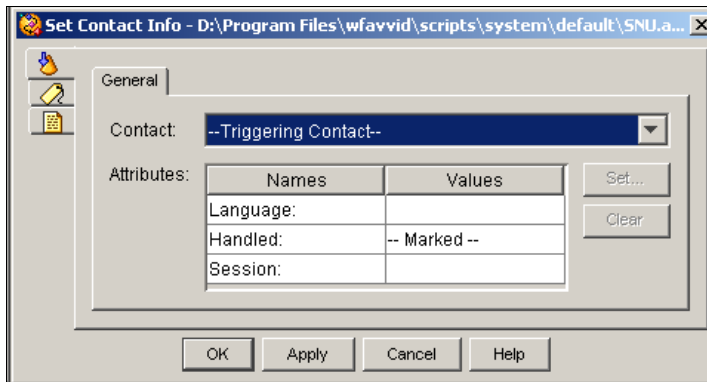 Set Contact Info - D:\Program Files\wfavvid\scripts\system\default\SNU.a...
General
Contact: --Triggering Contact--
Attributes: Names Values Set...
Language:
Clear
Handled: -- Marked --
Session:
OK Apply Cancel Help